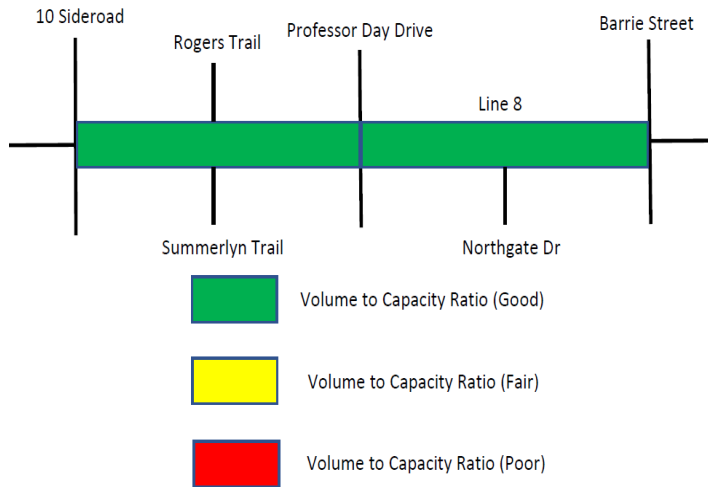 10 Sideroad
Rogers Trail
Professor Day Drive
Barrie Street
Line 8
Summerlyn Trail
Northgate Dr
Volume to Capacity Ratio (Good)
Volume to Capacity Ratio (Fair)
Volume to Capacity Ratio (Poor)